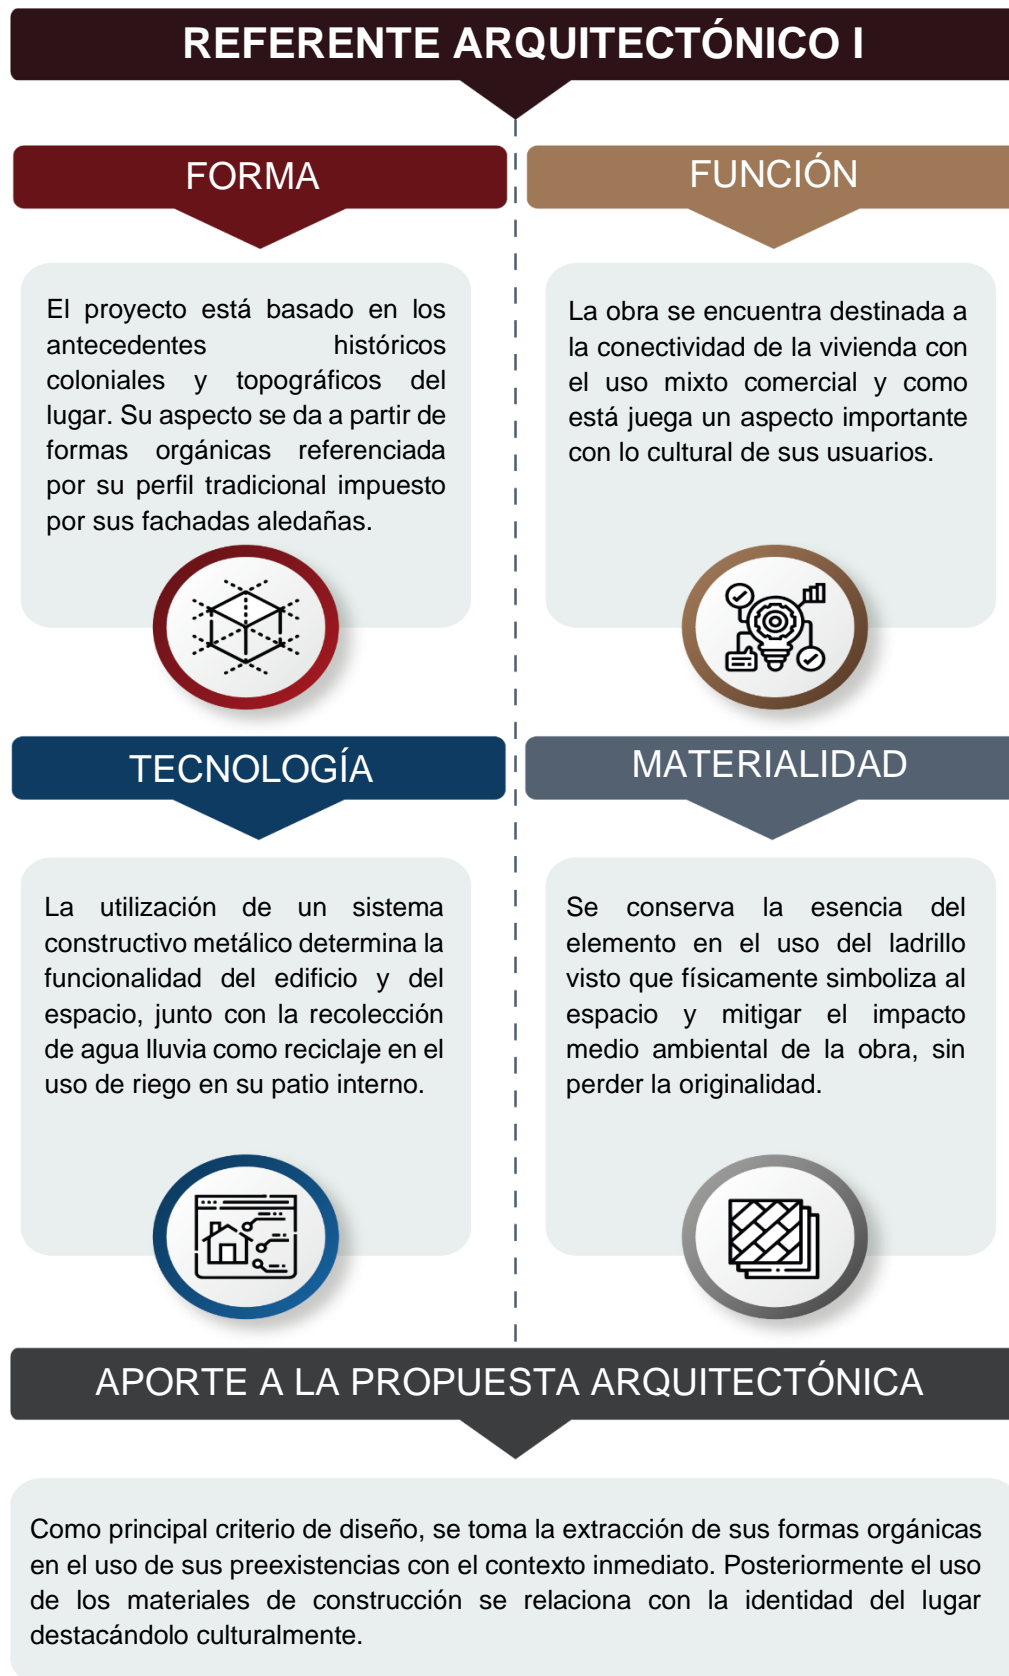 REFERENTE ARQUITECTÓNICO I
FORMA
El proyecto está basado en los
antecedentes históricos
coloniales y topográficos del
lugar. Su aspecto se da a partir de
formas orgánicas referenciada
por su perfil tradicional impuesto
por sus fachadas aledañas.
FUNCIÓN
La obra se encuentra destinada a
la conectividad de la vivienda con
el uso mixto comercial y como
está juega un aspecto importante
con lo cultural de sus usuarios.
TECNOLOGÍA
La utilización de un sistema
constructivo metálico determina la
funcionalidad del edificio y del
espacio, junto con la recolección
de agua lluvia como reciclaje en el
uso de riego en su patio interno.
MATERIALIDAD
Se conserva la esencia del
elemento en el uso del ladrillo
visto que físicamente simboliza al
espacio y mitigar el impacto
medio ambiental de la obra, sin
perder la originalidad.
APORTE A LA PROPUESTA ARQUITECTÓNICA
Como principal criterio de diseño, se toma la extracción de sus formas orgánicas
en el uso de sus preexistencias con el contexto inmediato. Posteriormente el uso
de los materiales de construcción se relaciona con la identidad del lugar
destacándolo culturalmente.